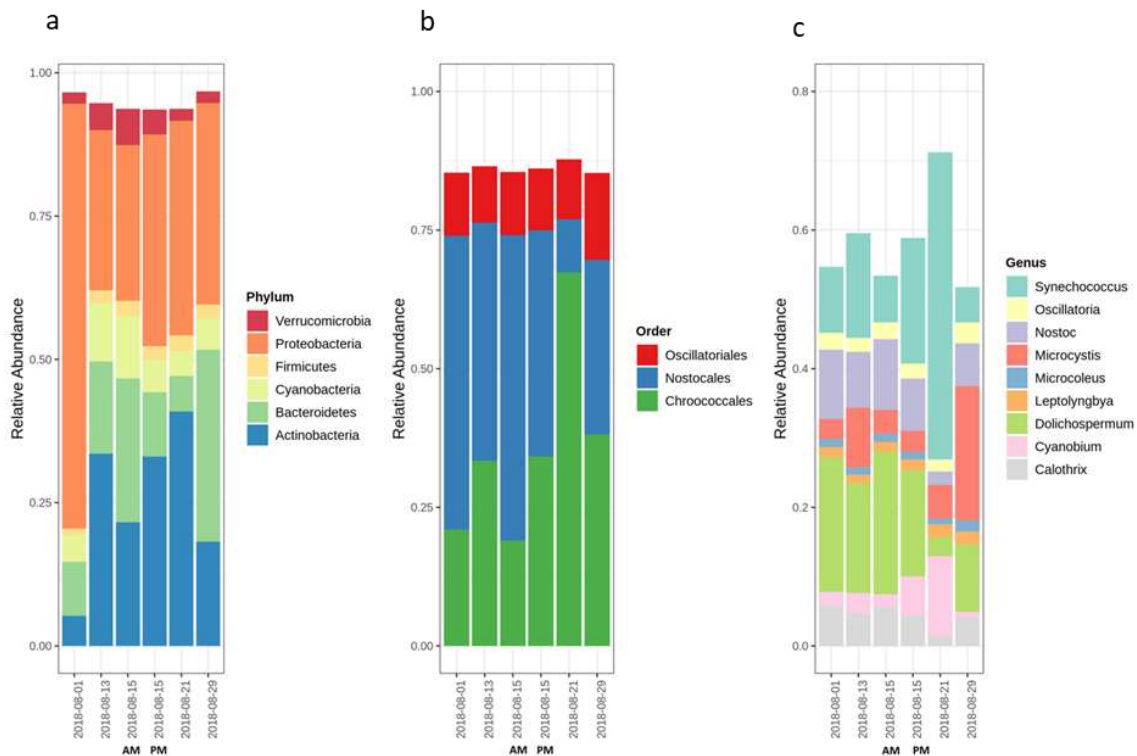 a
Relative Abundance
1.00
0.75
0.50
0.25
0.00
2018-08-01
2018-08-13
2018-08-15
2018-08-15
2018-08-21
2018-08-29
AM PM
Phylum
Verrucomicrobia
Proteobacteria
Firmicutes
Cyanobacteria
Bacteroidetes
Actinobacteria
b
Relative Abundance
1.00
0.75
0.50
0.25
0.00
2018-08-01
2018-08-13
2018-08-15
2018-08-15
2018-08-21
2018-08-29
AM PM
Order
Oscillatoriales
Nostocales
Chroococcales
c
Relative Abundance
0.8
0.6
0.4
0.2
0.0
2018-08-01
2018-08-13
2018-08-15
2018-08-15
2018-08-21
2018-08-29
AM PM
Genus
Synechococcus
Oscillatoria
Nostoc
Microcystis
Microcoleus
Leptolyngbya
Dolichospermum
Cyanobium
Calothrix